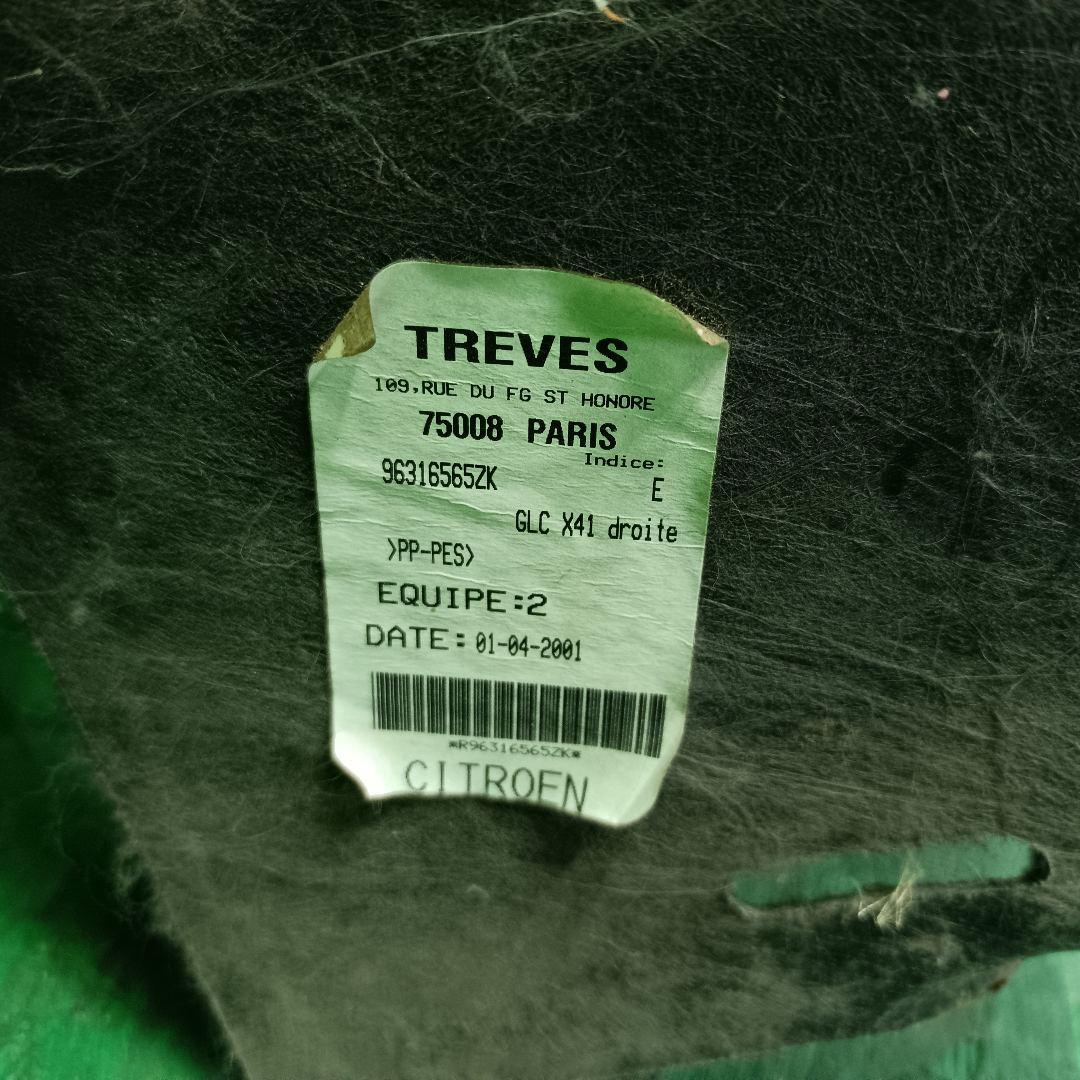 TREVES
109,RUE DU FG ST HONORE
75008 PARIS
Indice:
96316565ZK E
GLC X41 droite
>PP-PES>
EQUIPE:2
DATE: 01-04-2001
*R96316565ZK*
CITROEN